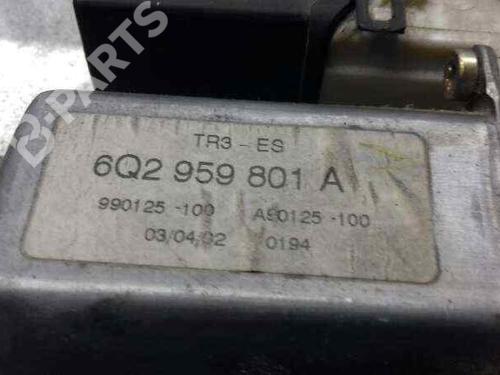 B-PARTS
TR3 - ES
6Q2 959 801 A
990125 -100 A90125 -100
03/04/02 0194